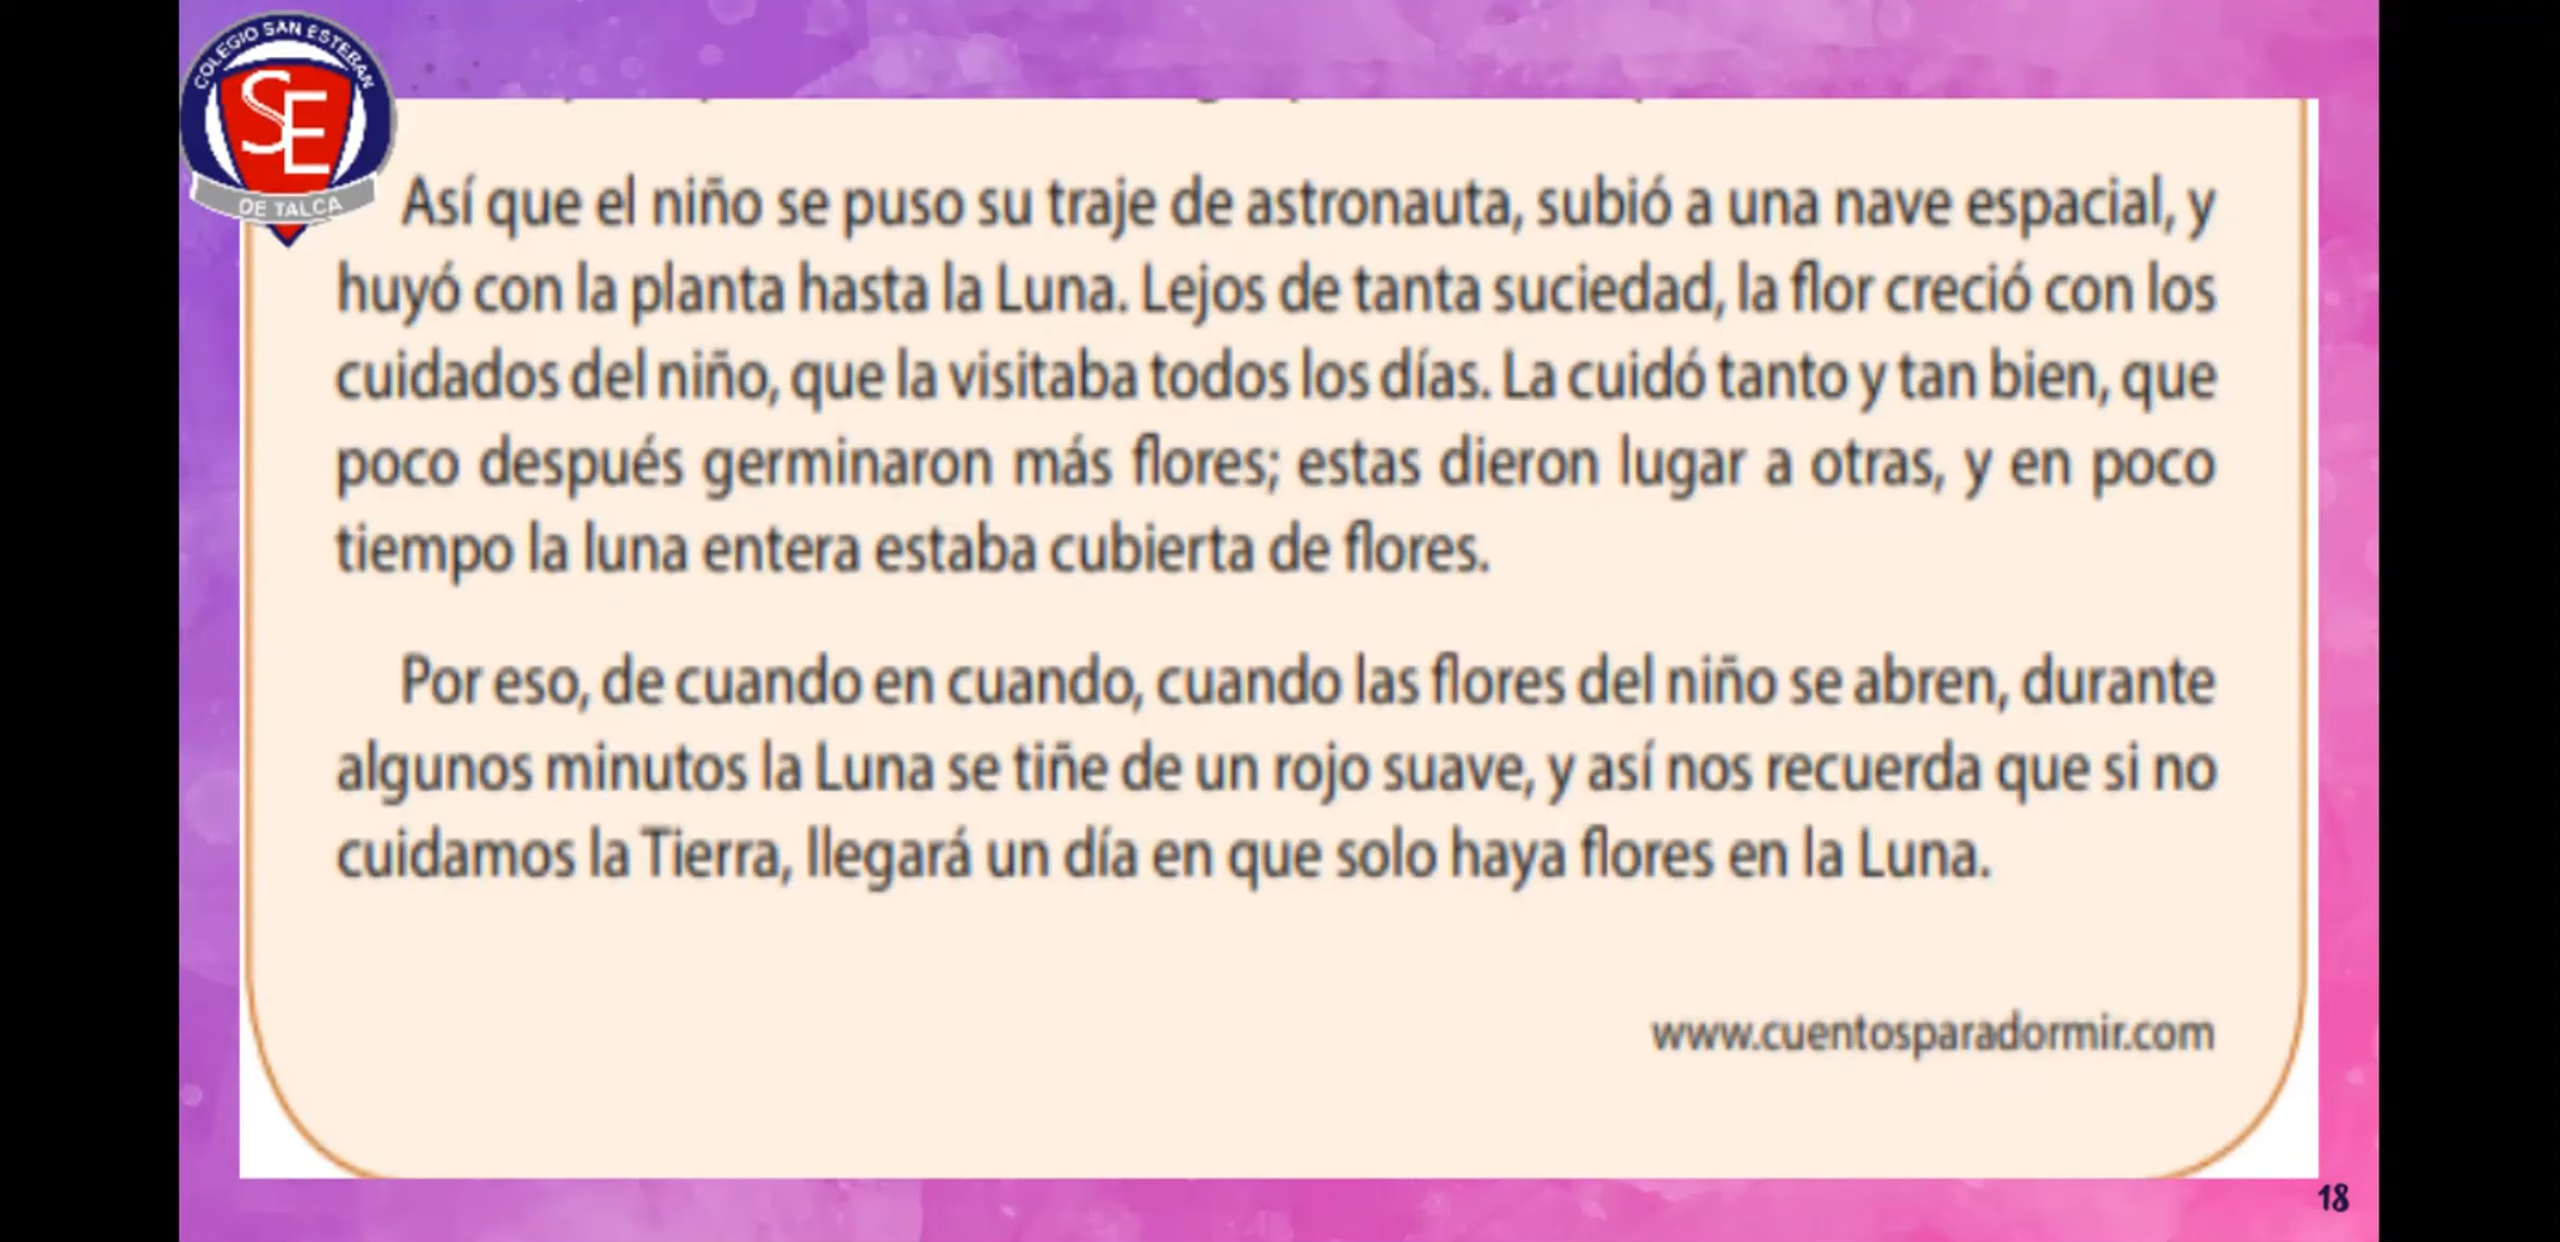 COLEGIO SAN ESTEBAN
SE
DE TALCA
Así que el niño se puso su traje de astronauta, subió a una nave espacial, y
huyó con la planta hasta la Luna. Lejos de tanta suciedad, la flor creció con los
cuidados del niño, que la visitaba todos los días. La cuidó tanto y tan bien, que
poco después germinaron más flores; estas dieron lugar a otras, y en poco
tiempo la luna entera estaba cubierta de flores.
Por eso, de cuando en cuando, cuando las flores del niño se abren, durante
algunos minutos la Luna se tiñe de un rojo suave, y así nos recuerda que si no
cuidamos la Tierra, llegará un día en que solo haya flores en la Luna.
www.cuentosparadormir.com
18